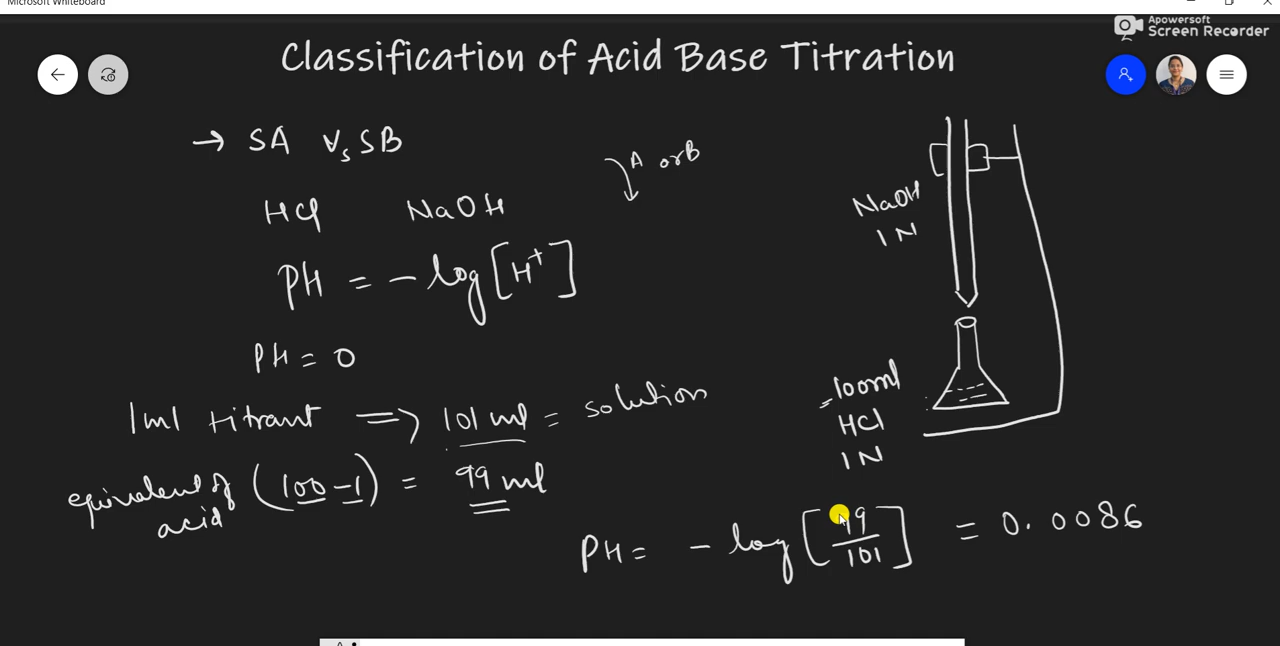 Microsoft Whiteboard
Apowersoft
Screen Recorder
Classification of Acid Base Titration
→ SA Vs SB
A or B
HCl NaOH
PH = - log [H+]
PH = 0
1ml titrant => 101 ml = solution
equivalent of acid (100-1) = 99 ml
NaOH
1 N
100ml
HCl
1 N
PH = - log [99/101] = 0.0086